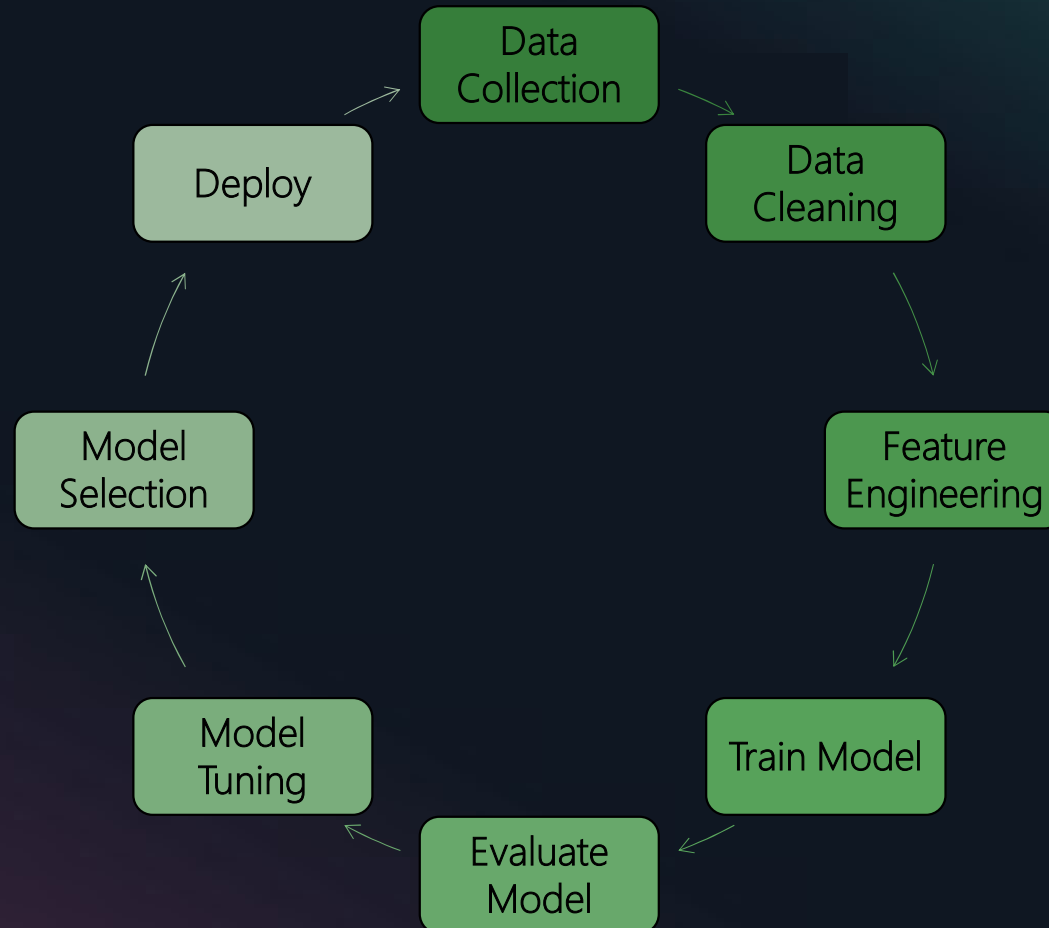 Data
Collection
Data
Cleaning
Feature
Engineering
Train Model
Evaluate
Model
Model
Tuning
Model
Selection
Deploy